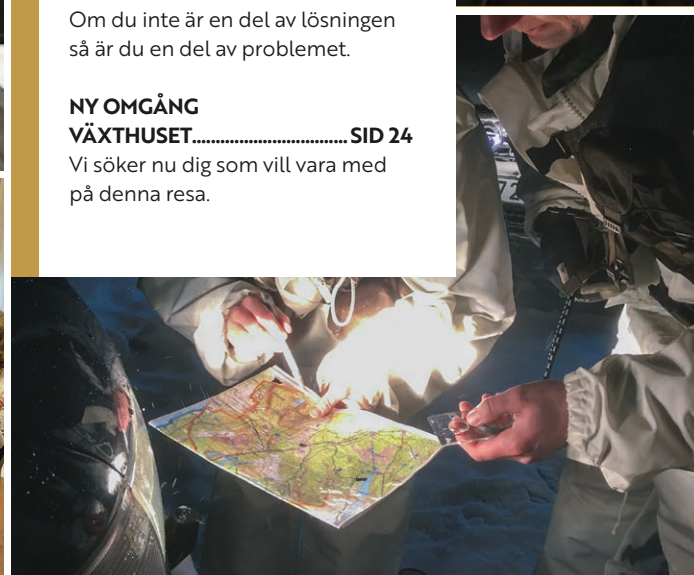 Om du inte är en del av lösningen
så är du en del av problemet.
NY OMGÅNG
VÄXTHUSET................................ SID 24
Vi söker nu dig som vill vara med
på denna resa.